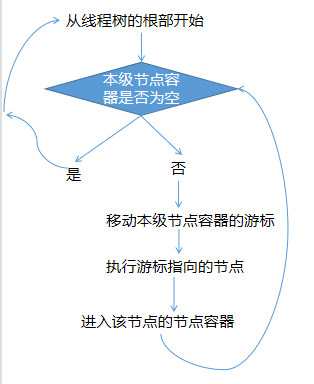 从线程树的根部开始
本级节点容
器是否为空
是
否
移动本级节点容器的游标
执行游标指向的节点
进入该节点的节点容器